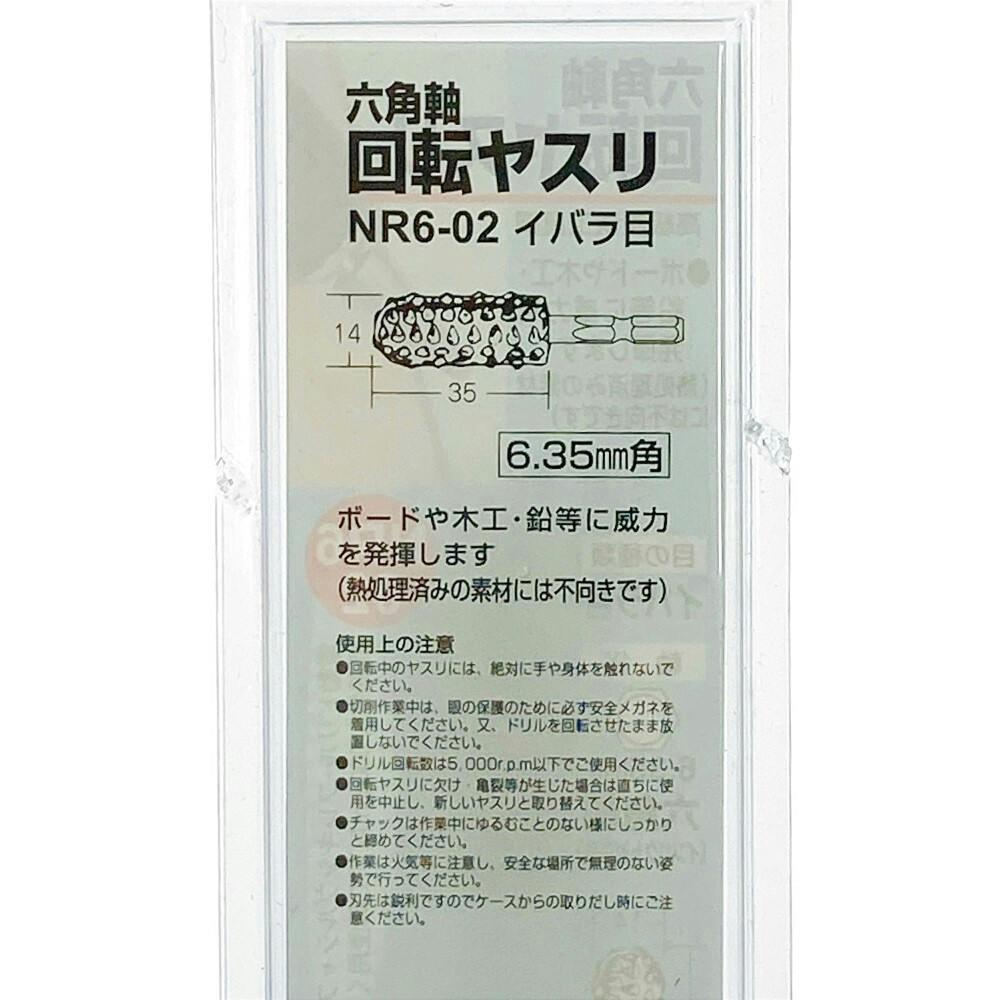 六角軸
回転ヤスリ
NR6-02 イバラ目
14
35
6.35mm角
ボードや木工・鉛等に威力
を発揮します
(熱処理済みの素材には不向きです)
使用上の注意
●回転中のヤスリには、絶対に手や身体を触れないで
ください。
●切削作業中は、眼の保護のために必ず安全メガネを
着用してください。又、ドリルを回転させたまま放
置しないでください。
●ドリル回転数は5,000r.p.m以下でご使用ください。
●回転ヤスリに欠け・亀裂等が生じた場合は直ちに使
用を中止し、新しいヤスリと取り替えてください。
●チャックは作業中にゆるむことのない様にしっかり
と締めてください。
●作業は火気等に注意し、安全な場所で無理のない姿
勢で行ってください。
●刃先は鋭利ですのでケースからの取りだし時にご注
意ください。